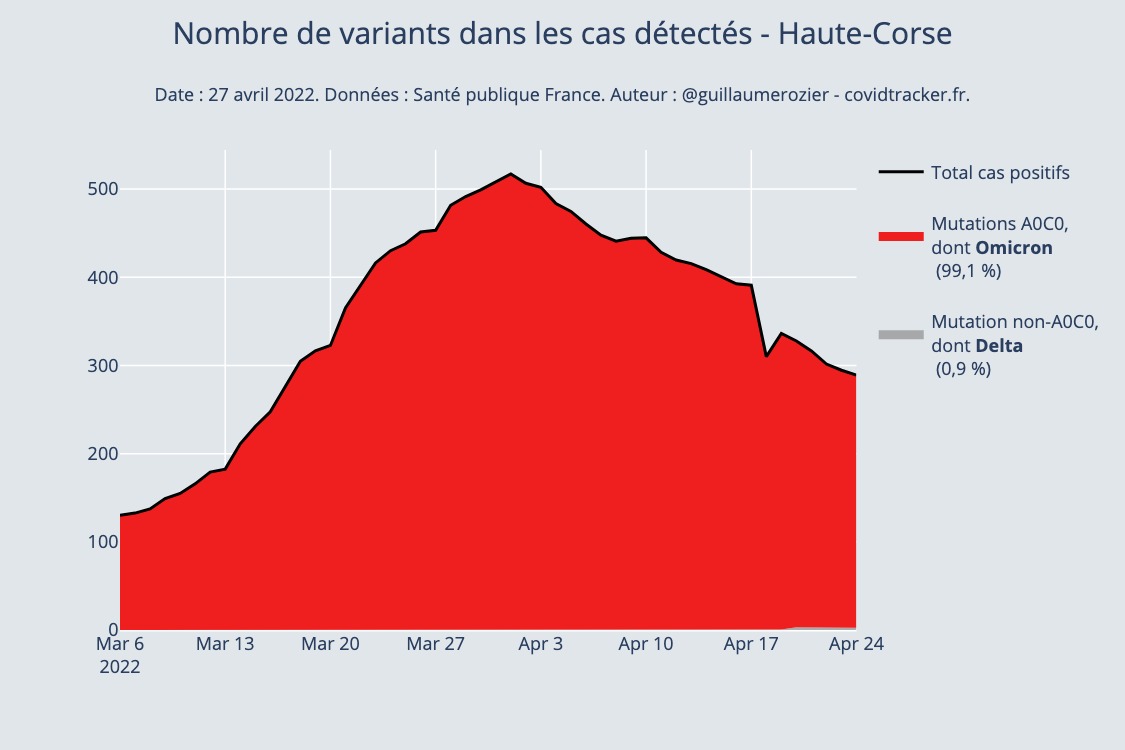 Nombre de variants dans les cas détectés - Haute-Corse
Date : 27 avril 2022. Données : Santé publique France. Auteur : @guillaumerozier - covidtracker.fr.
500
400
300
200
100
0
Mar 6
2022
Mar 13
Mar 20
Mar 27
Apr 3
Apr 10
Apr 17
Apr 24
Total cas positifs
Mutations A0C0,
dont Omicron
(99,1 %)
Mutation non-A0C0,
dont Delta
(0,9 %)